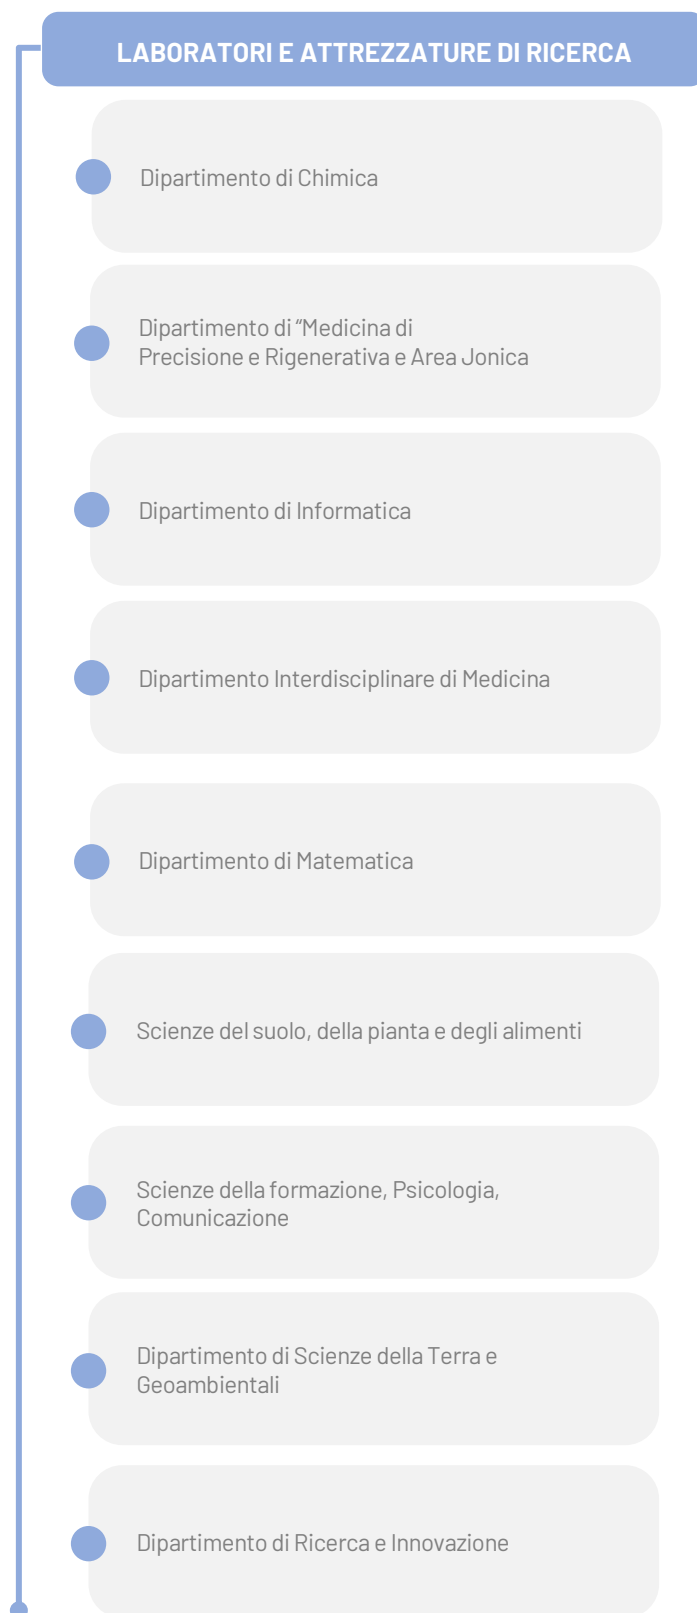 LABORATORI E ATTREZZATURE DI RICERCA
Dipartimento di Chimica
Dipartimento di “Medicina di
Precisione e Rigenerativa e Area Jonica
Dipartimento di Informatica
Dipartimento Interdisciplinare di Medicina
Dipartimento di Matematica
Scienze del suolo, della pianta e degli alimenti
Scienze della formazione, Psicologia,
Comunicazione
Dipartimento di Scienze della Terra e
Geoambientali
Dipartimento di Ricerca e Innovazione